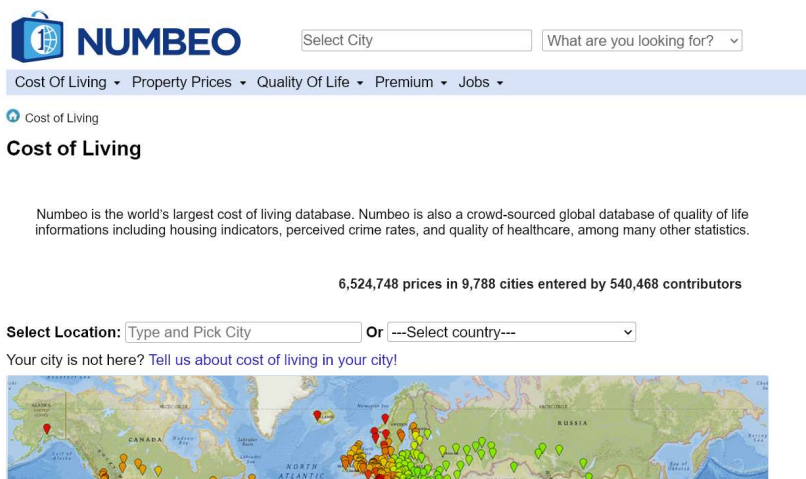 NUMBEO
Select City
What are you looking for?
Cost Of Living Property Prices Quality Of Life Premium Jobs
Cost of Living
Cost of Living
Numbeo is the world's largest cost of living database. Numbeo is also a crowd-sourced global database of quality of life
informations including housing indicators, perceived crime rates, and quality of healthcare, among many other statistics.
6,524,748 prices in 9,788 cities entered by 540,468 contributors
Select Location: Type and Pick City Or ---Select country---
Your city is not here? Tell us about cost of living in your city!
ALASKA
CANADA
Hudson
Bay
RUSSIA
NORTH
ATLANTIC